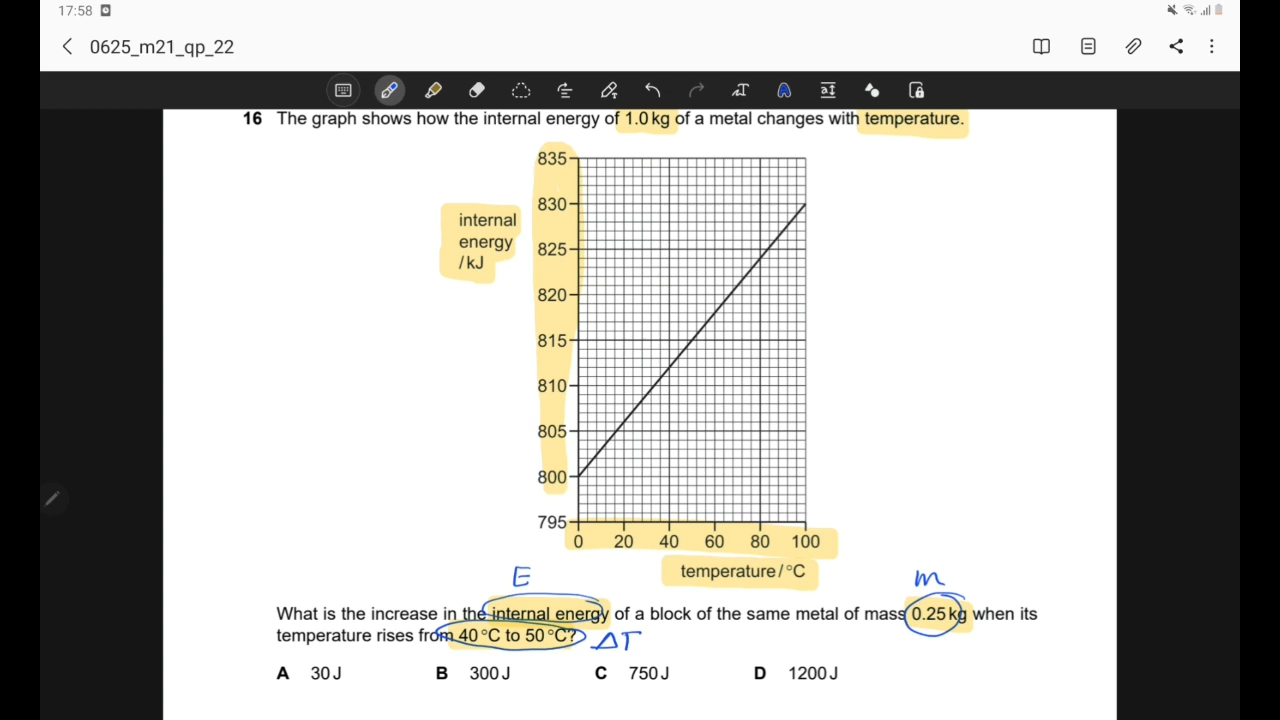 17:58
0625_m21_qp_22
16 The graph shows how the internal energy of 1.0 kg of a metal changes with temperature.
835
830
internal
energy
/ kJ
825
820
815
810
805
800
795
0 20 40 60 80 100
temperature / °C
E m
What is the increase in the internal energy of a block of the same metal of mass 0.25 kg when its
temperature rises from 40 °C to 50 °C? ΔT
A 30 J B 300 J C 750 J D 1200 J